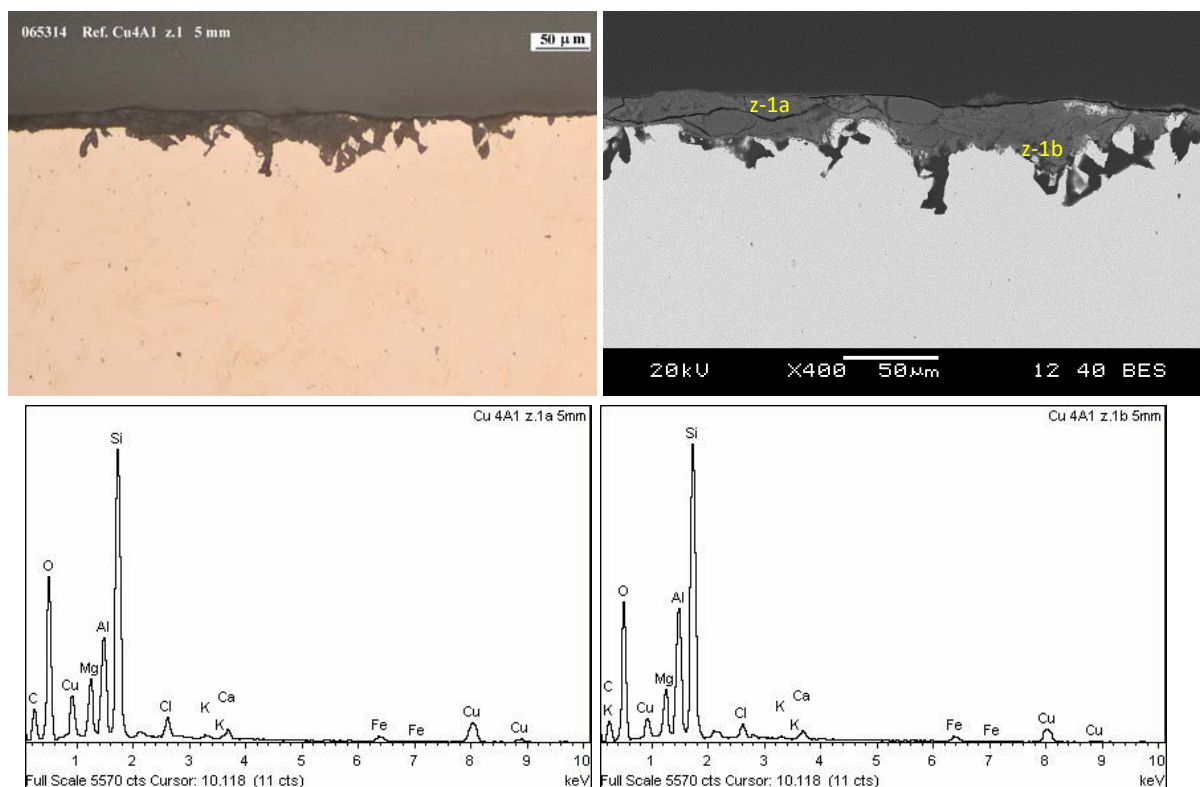 065314 Ref. Cu4A1 z.1 5 mm
50 μm
z-1a
z-1b
20kV X400 50μm 12 40 BES
Cu 4A1 z.1a 5mm
Si
O
Al
Mg
Cu
C
Cl
K
Ca
K
Fe
Fe
Cu
Cu
1 2 3 4 5 6 7 8 9 10
Full Scale 5570 cts Cursor: 10.118 (11 cts)
keV
Cu 4A1 z.1b 5mm
Si
O
Al
C
Mg
K
Cu
Cl
K
Ca
K
Fe
Fe
Cu
Cu
1 2 3 4 5 6 7 8 9 10
Full Scale 5570 cts Cursor: 10.118 (11 cts)
keV